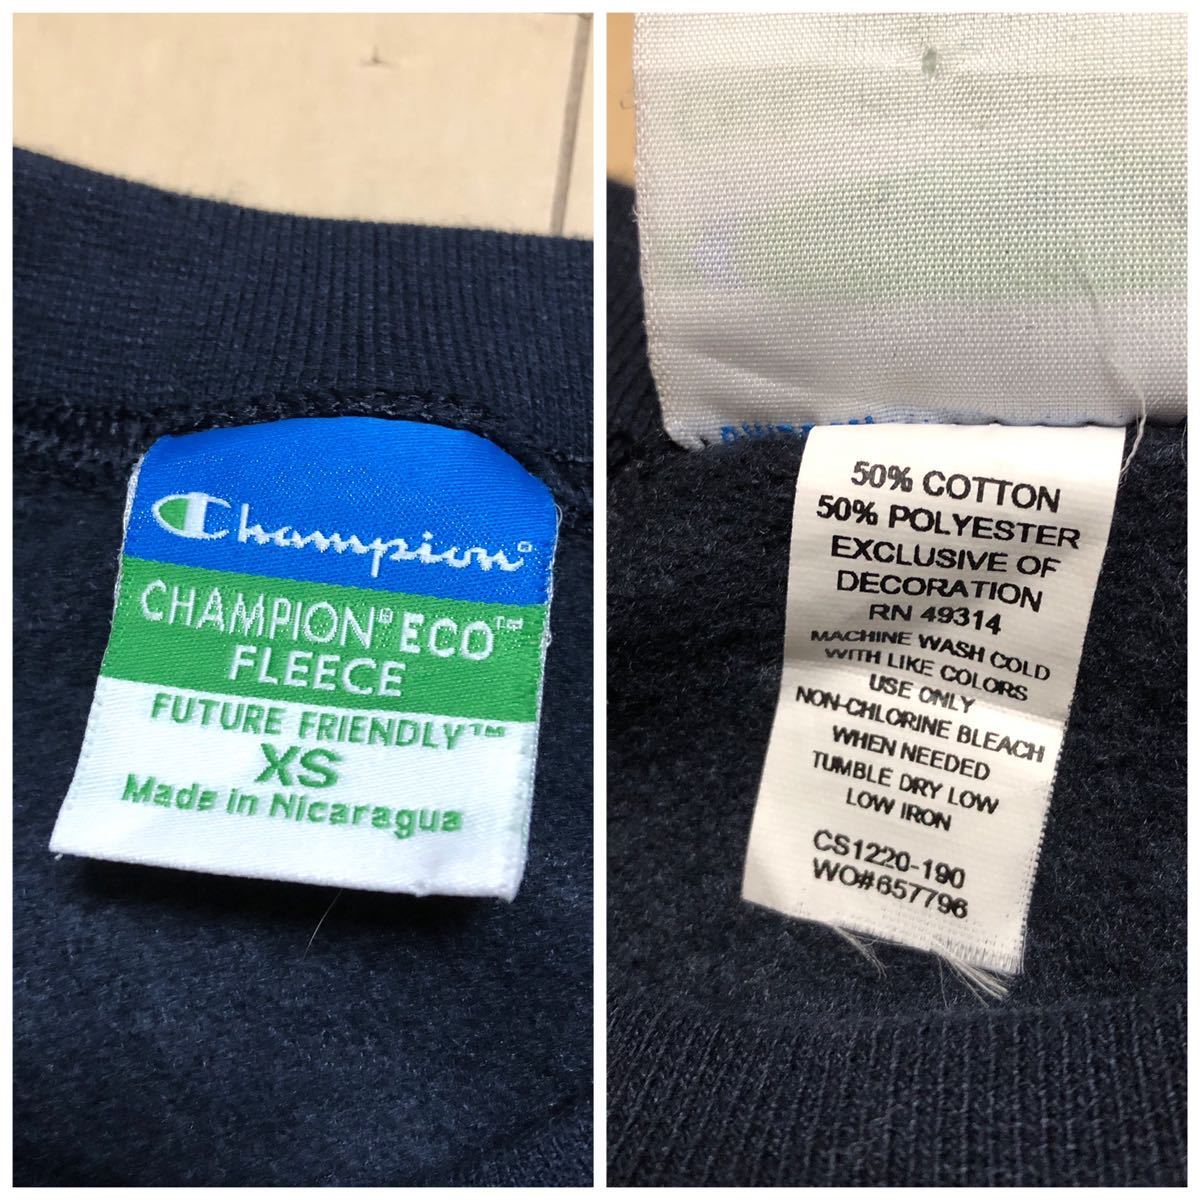 Champion®
CHAMPION® ECO™
FLEECE
FUTURE FRIENDLY™
XS
Made in Nicaragua
50% COTTON
50% POLYESTER
EXCLUSIVE OF
DECORATION
RN 49314
MACHINE WASH COLD
WITH LIKE COLORS
USE ONLY
NON-CHLORINE BLEACH
WHEN NEEDED
TUMBLE DRY LOW
LOW IRON
CS1220-190
WO#657796